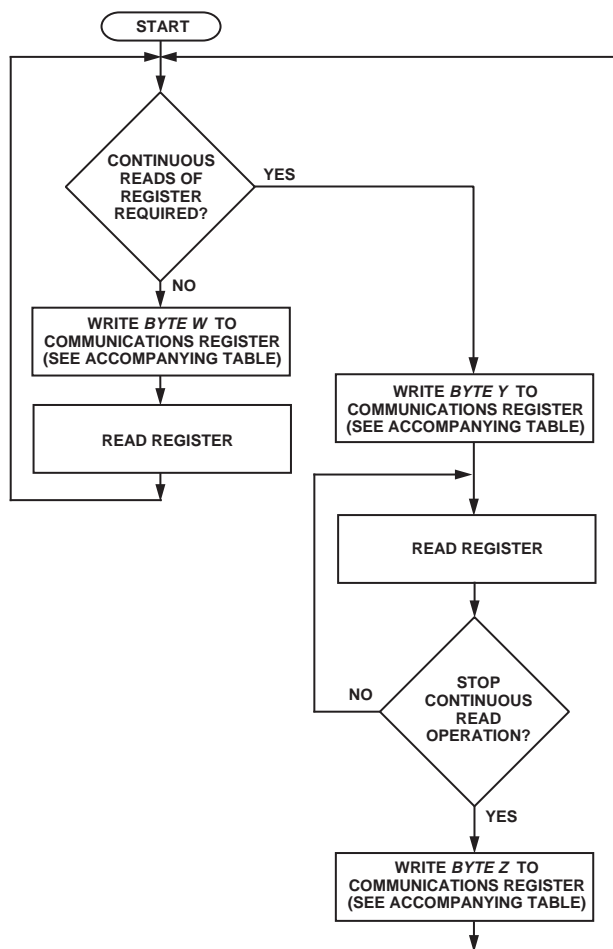 START
CONTINUOUS
READS OF
REGISTER
REQUIRED?
YES
NO
WRITE BYTE W TO
COMMUNICATIONS REGISTER
(SEE ACCOMPANYING TABLE)
READ REGISTER
WRITE BYTE Y TO
COMMUNICATIONS REGISTER
(SEE ACCOMPANYING TABLE)
READ REGISTER
STOP
CONTINUOUS
READ
OPERATION?
NO
YES
WRITE BYTE Z TO
COMMUNICATIONS REGISTER
(SEE ACCOMPANYING TABLE)